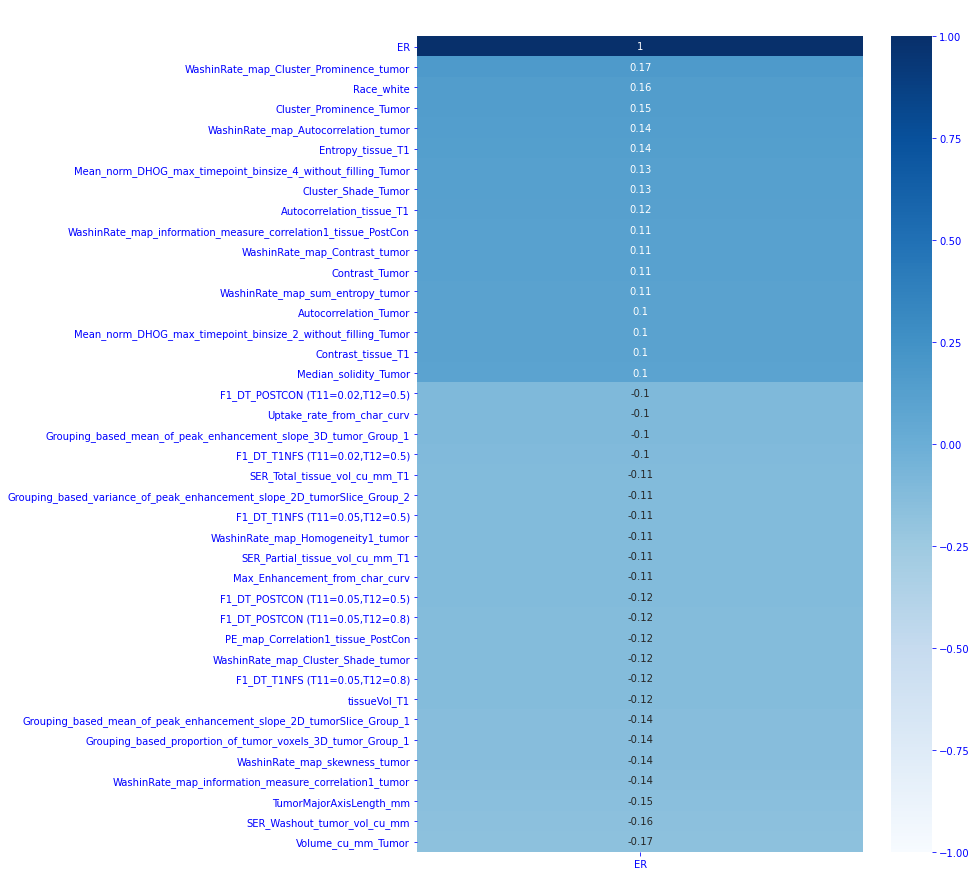 ER 1
WashinRate_map_Cluster_Prominence_tumor 0.17
Race_white 0.16
Cluster_Prominence_Tumor 0.15
WashinRate_map_Autocorrelation_tumor 0.14
Entropy_tissue_T1 0.14
Mean_norm_DHOG_max_timepoint_binsize_4_without_filling_Tumor 0.13
Cluster_Shade_Tumor 0.13
Autocorrelation_tissue_T1 0.12
WashinRate_map_information_measure_correlation1_tissue_PostCon 0.11
WashinRate_map_Contrast_tumor 0.11
Contrast_Tumor 0.11
WashinRate_map_sum_entropy_tumor 0.11
Autocorrelation_Tumor 0.1
Mean_norm_DHOG_max_timepoint_binsize_2_without_filling_Tumor 0.1
Contrast_tissue_T1 0.1
Median_solidity_Tumor 0.1
F1_DT_POSTCON (T11=0.02,T12=0.5) -0.1
Uptake_rate_from_char_curv -0.1
Grouping_based_mean_of_peak_enhancement_slope_3D_tumor_Group_1 -0.1
F1_DT_T1NFS (T11=0.02,T12=0.5) -0.1
SER_Total_tissue_vol_cu_mm_T1 -0.11
Grouping_based_variance_of_peak_enhancement_slope_2D_tumorSlice_Group_2 -0.11
F1_DT_T1NFS (T11=0.05,T12=0.5) -0.11
WashinRate_map_Homogeneity1_tumor -0.11
SER_Partial_tissue_vol_cu_mm_T1 -0.11
Max_Enhancement_from_char_curv -0.11
F1_DT_POSTCON (T11=0.05,T12=0.5) -0.12
F1_DT_POSTCON (T11=0.05,T12=0.8) -0.12
PE_map_Correlation1_tissue_PostCon -0.12
WashinRate_map_Cluster_Shade_tumor -0.12
F1_DT_T1NFS (T11=0.05,T12=0.8) -0.12
tissueVol_T1 -0.12
Grouping_based_mean_of_peak_enhancement_slope_2D_tumorSlice_Group_1 -0.14
Grouping_based_proportion_of_tumor_voxels_3D_tumor_Group_1 -0.14
WashinRate_map_skewness_tumor -0.14
WashinRate_map_information_measure_correlation1_tumor -0.14
TumorMajorAxisLength_mm -0.15
SER_Washout_tumor_vol_cu_mm -0.16
Volume_cu_mm_Tumor -0.17
ER
1.00
0.75
0.50
0.25
0.00
−0.25
−0.50
−0.75
−1.00